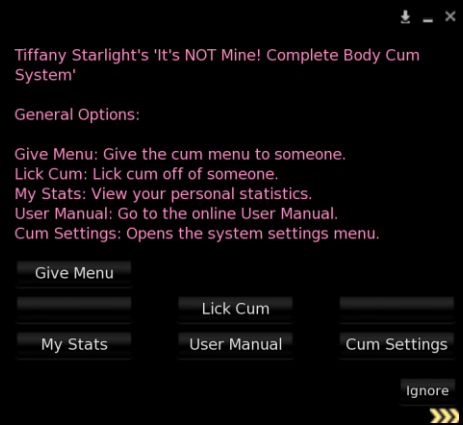 Tiffany Starlight's 'It's NOT Mine! Complete Body Cum
System'
General Options:
Give Menu: Give the cum menu to someone.
Lick Cum: Lick cum off of someone.
My Stats: View your personal statistics.
User Manual: Go to the online User Manual.
Cum Settings: Opens the system settings menu.
Give Menu
Lick Cum
My Stats User Manual Cum Settings
Ignore